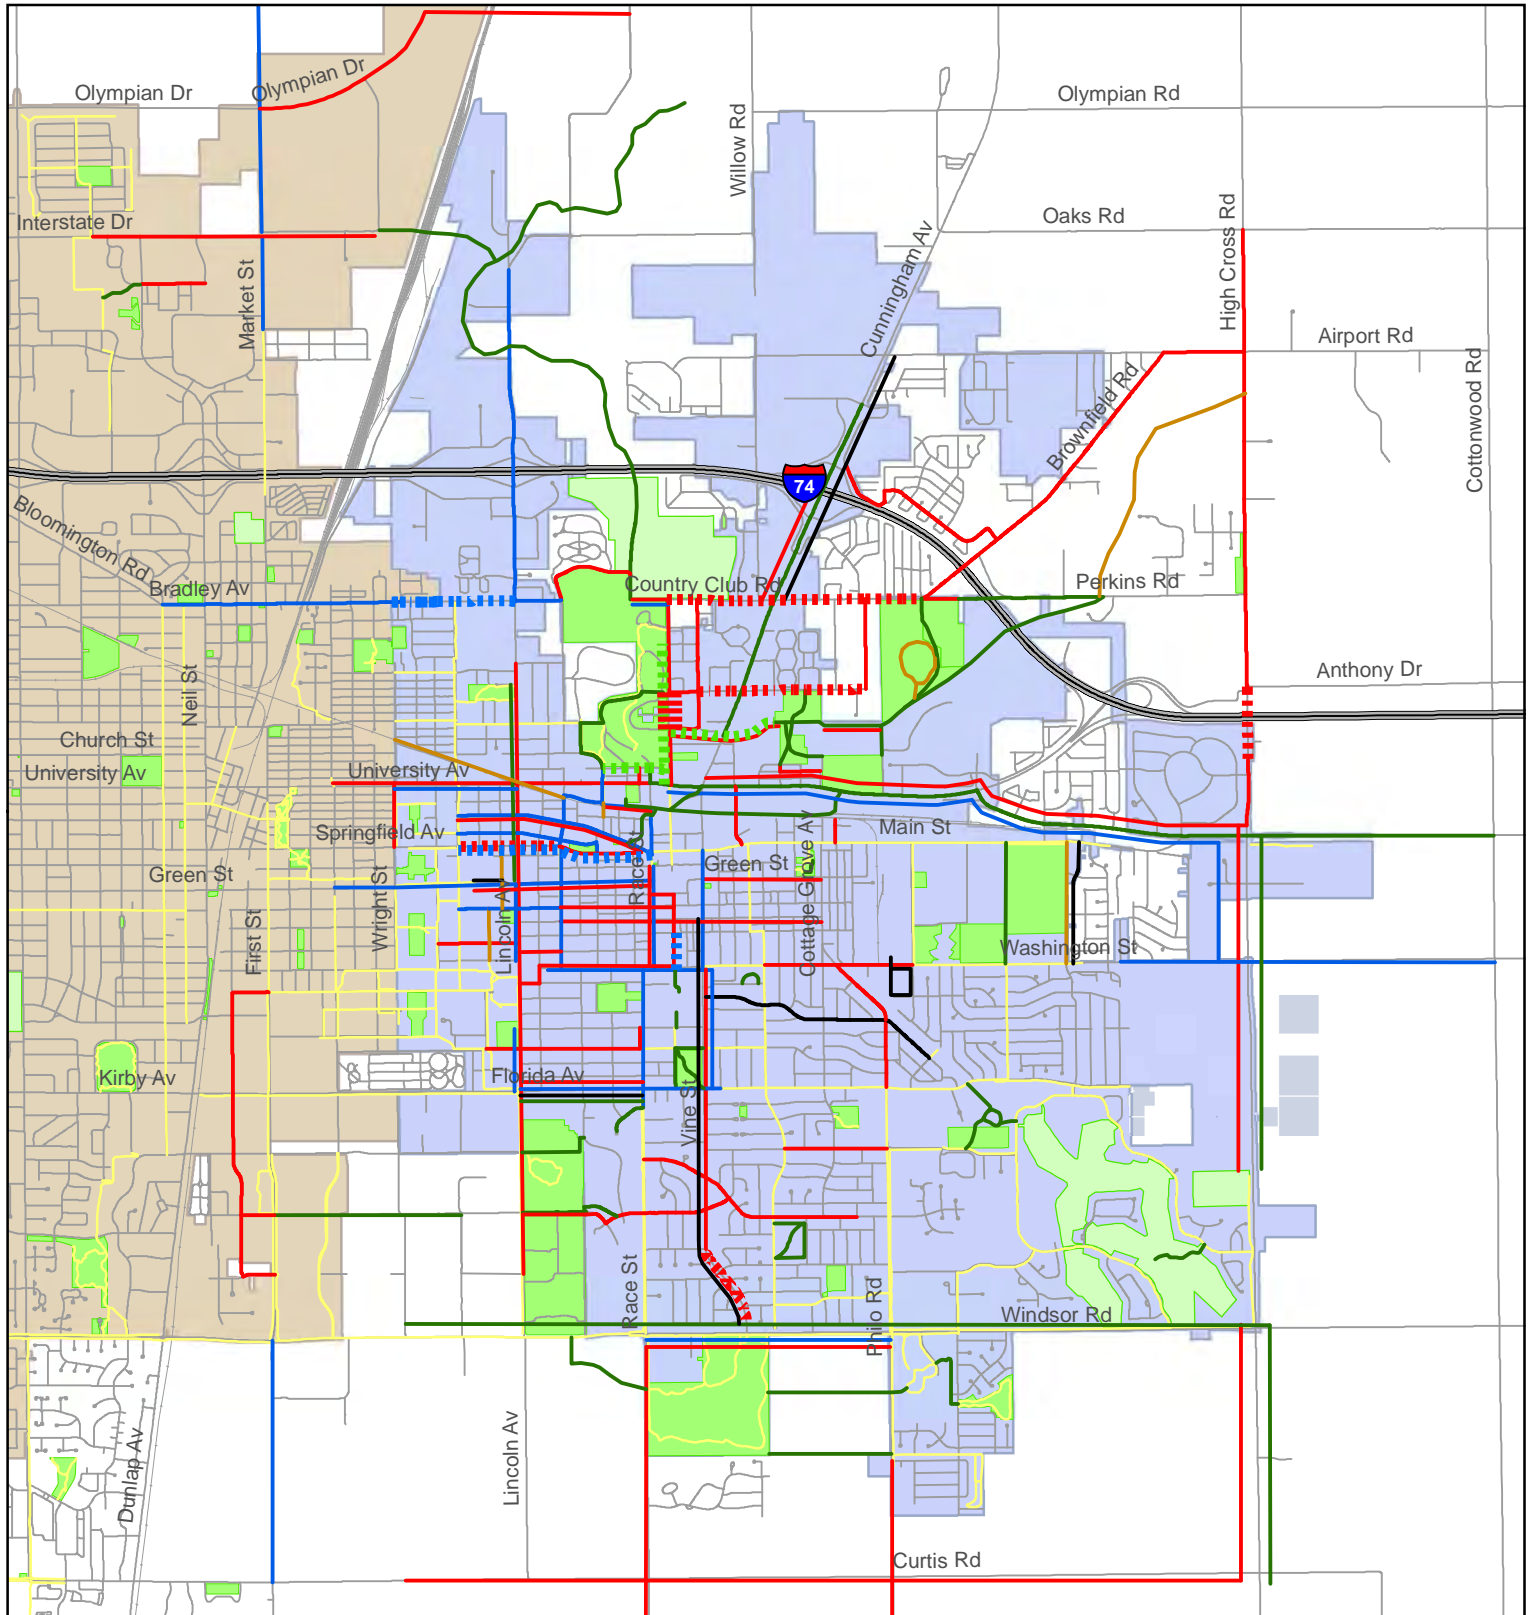 Olympian Dr
Olympian Dr
Olympian Rd
Willow Rd
Interstate Dr
Oaks Rd
High Cross Rd
Cunningham Av
Market St
Airport Rd
Cottonwood Rd
Brownfield Rd
74
Bloomington Rd
Bradley Av
Country Club Rd
Perkins Rd
Neil St
Anthony Dr
Church St
University Av
University Av
Springfield Av
Main St
Race St
Cottage Grove Av
Green St
Green St
Wright St
First St
Lincoln Av
Washington St
Kirby Av
Florida Av
Vine St
Race St
Philo Rd
Windsor Rd
Dunlap Av
Lincoln Av
Curtis Rd